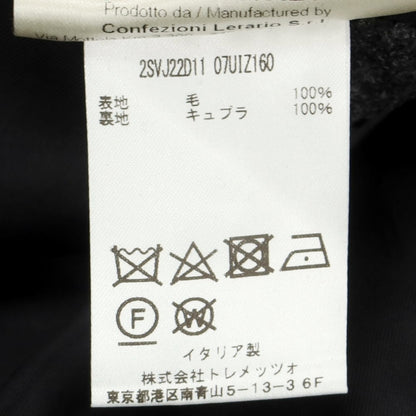 Prodotto da / Manufactured by
Confezioni Lerario s.r.l.
2SVJ22D11 07UIZ160
表地 毛 100%
裏地 キュプラ 100%
F
W
イタリア製
株式会社トレメッツォ
東京都港区南青山5-13-3 6F